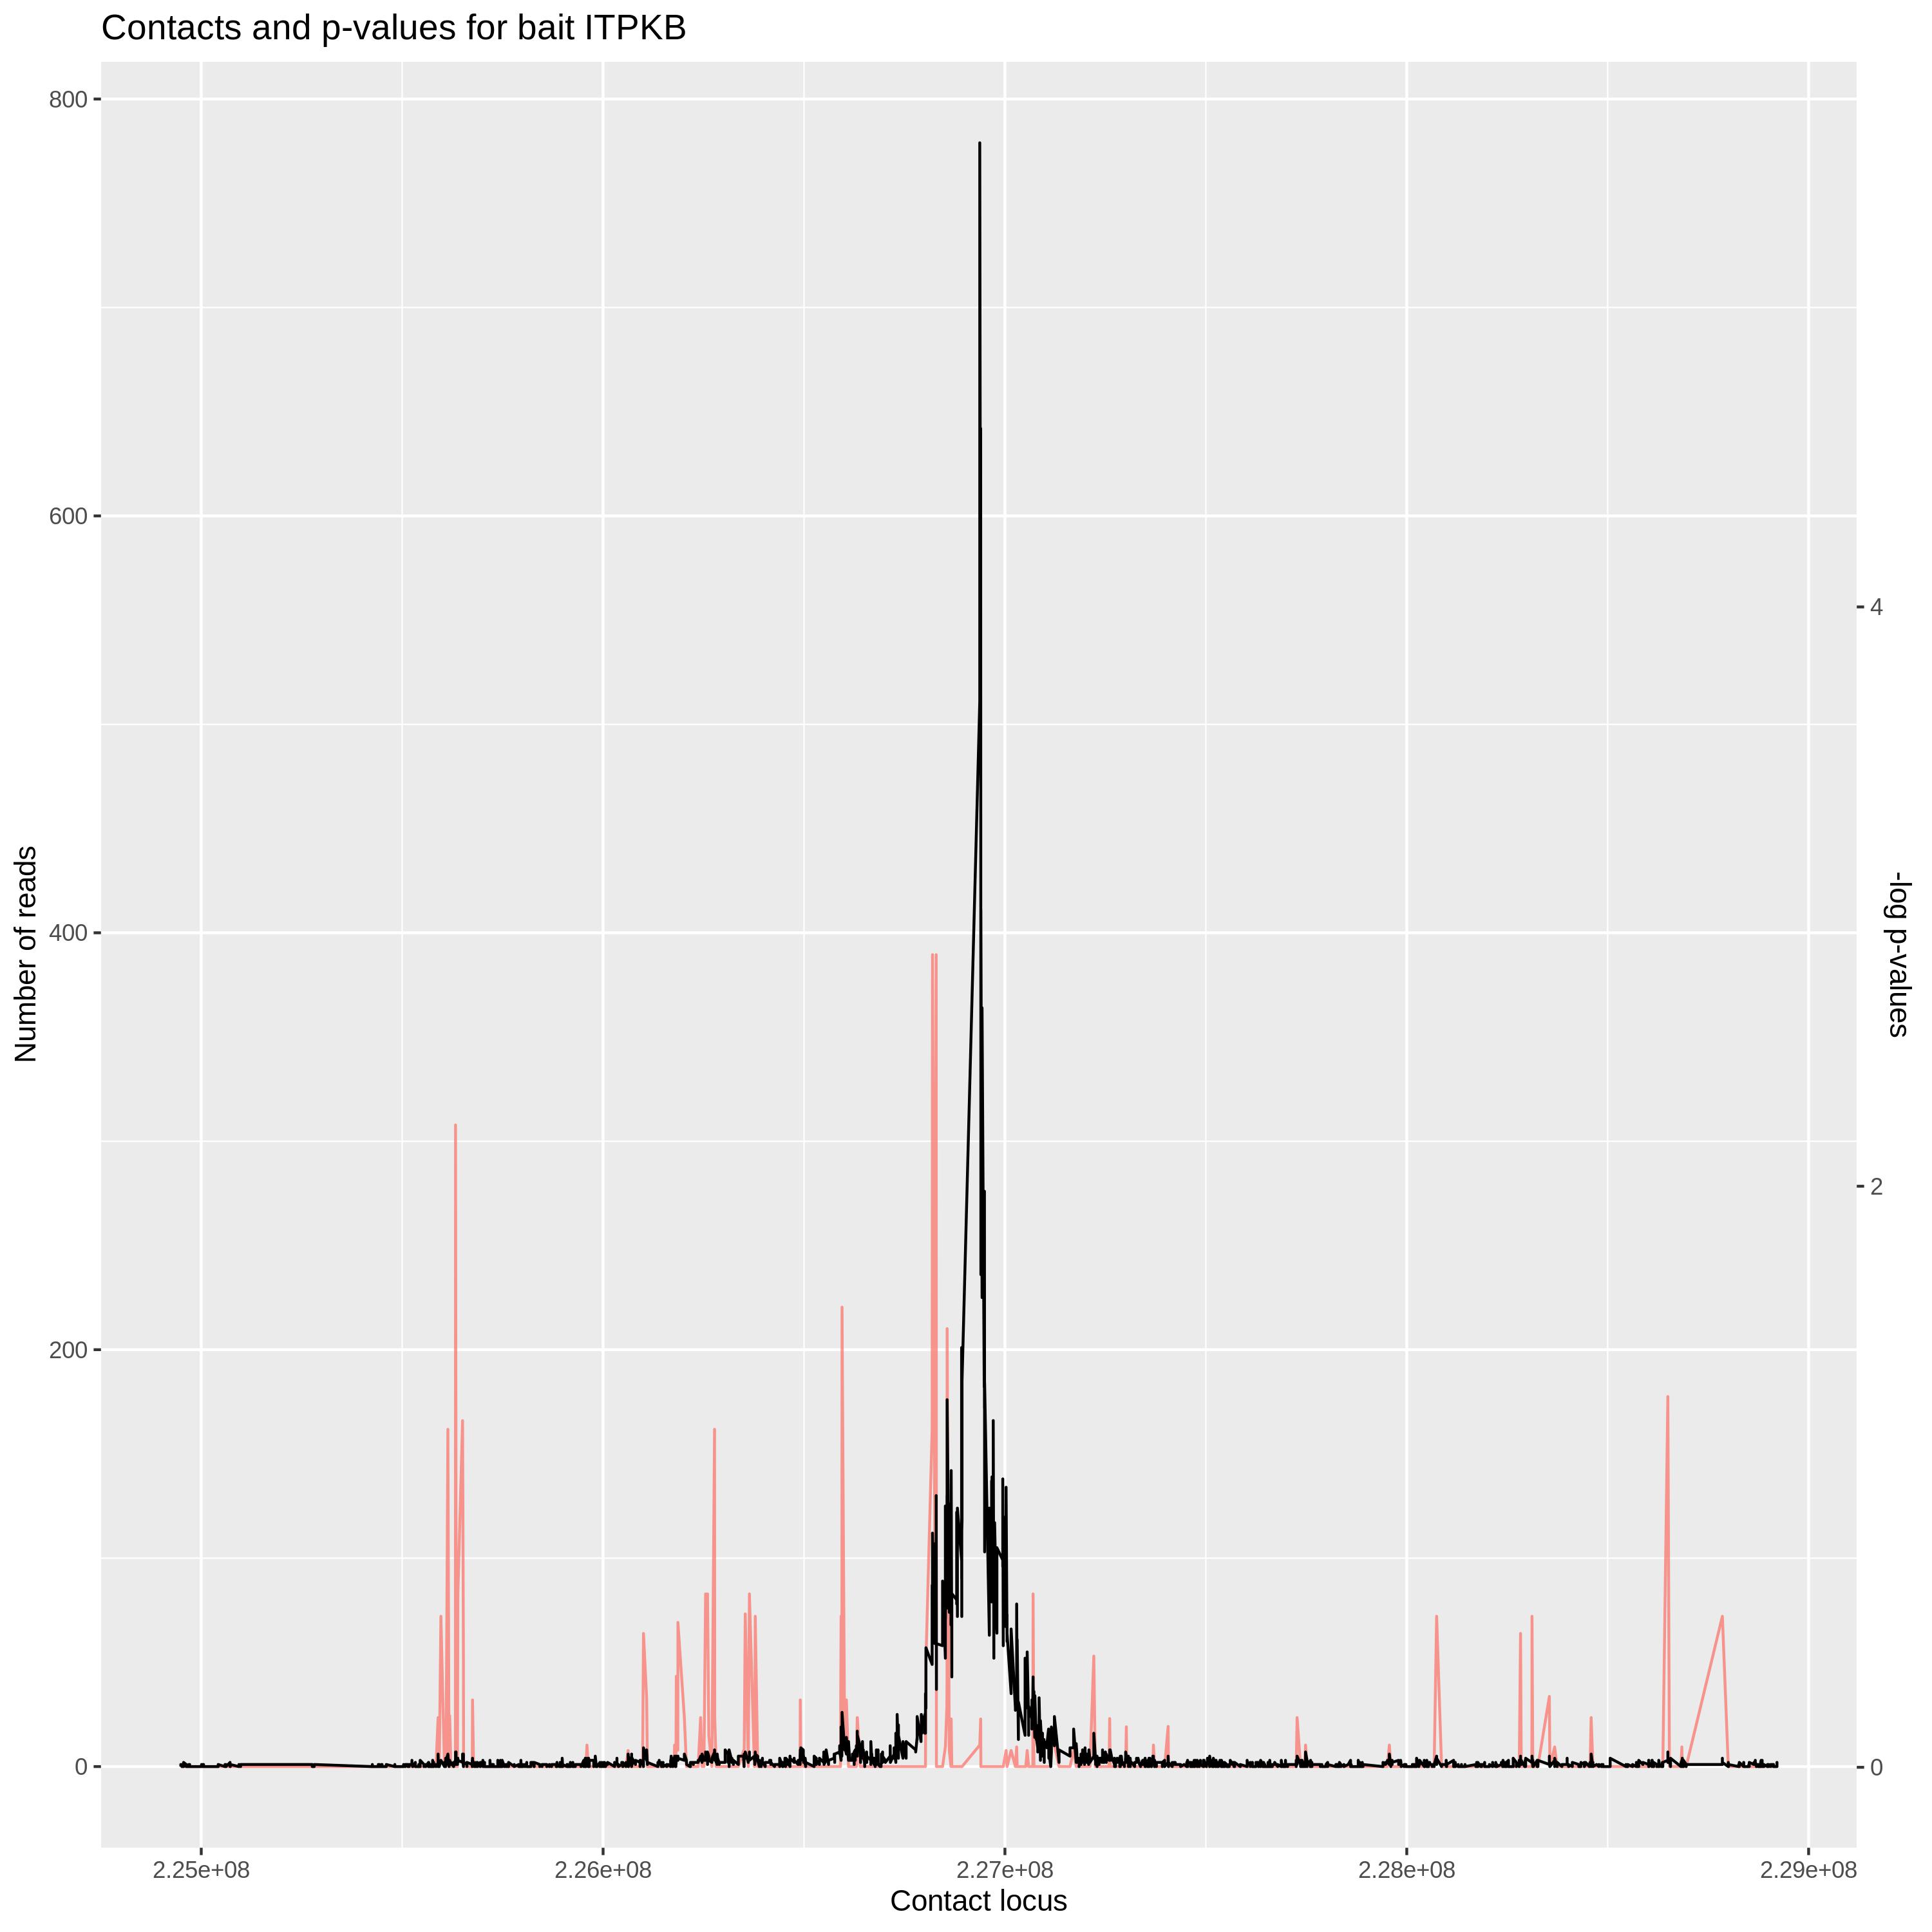 Contacts and p-values for bait ITPKB
800
600
400
200
0
Number of reads
4
2
0
-log p-values
2.25e+08
2.26e+08
2.27e+08
2.28e+08
2.29e+08
Contact locus